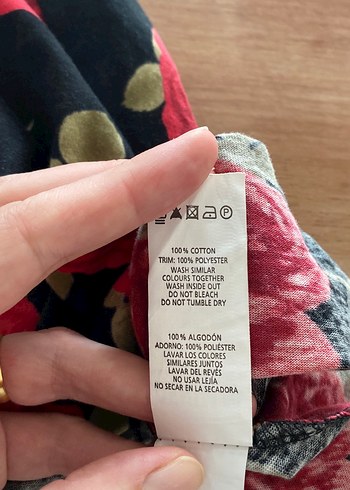 100% COTTON
TRIM: 100% POLYESTER
WASH SIMILAR
COLOURS TOGETHER
WASH INSIDE OUT
DO NOT BLEACH
DO NOT TUMBLE DRY
100% ALGODÓN
ADORNO: 100% POLIÉSTER
LAVAR LOS COLORES
SIMILARES JUNTOS
LAVAR DEL REVÉS
NO USAR LEJÍA
NO SECAR EN LA SECADORA